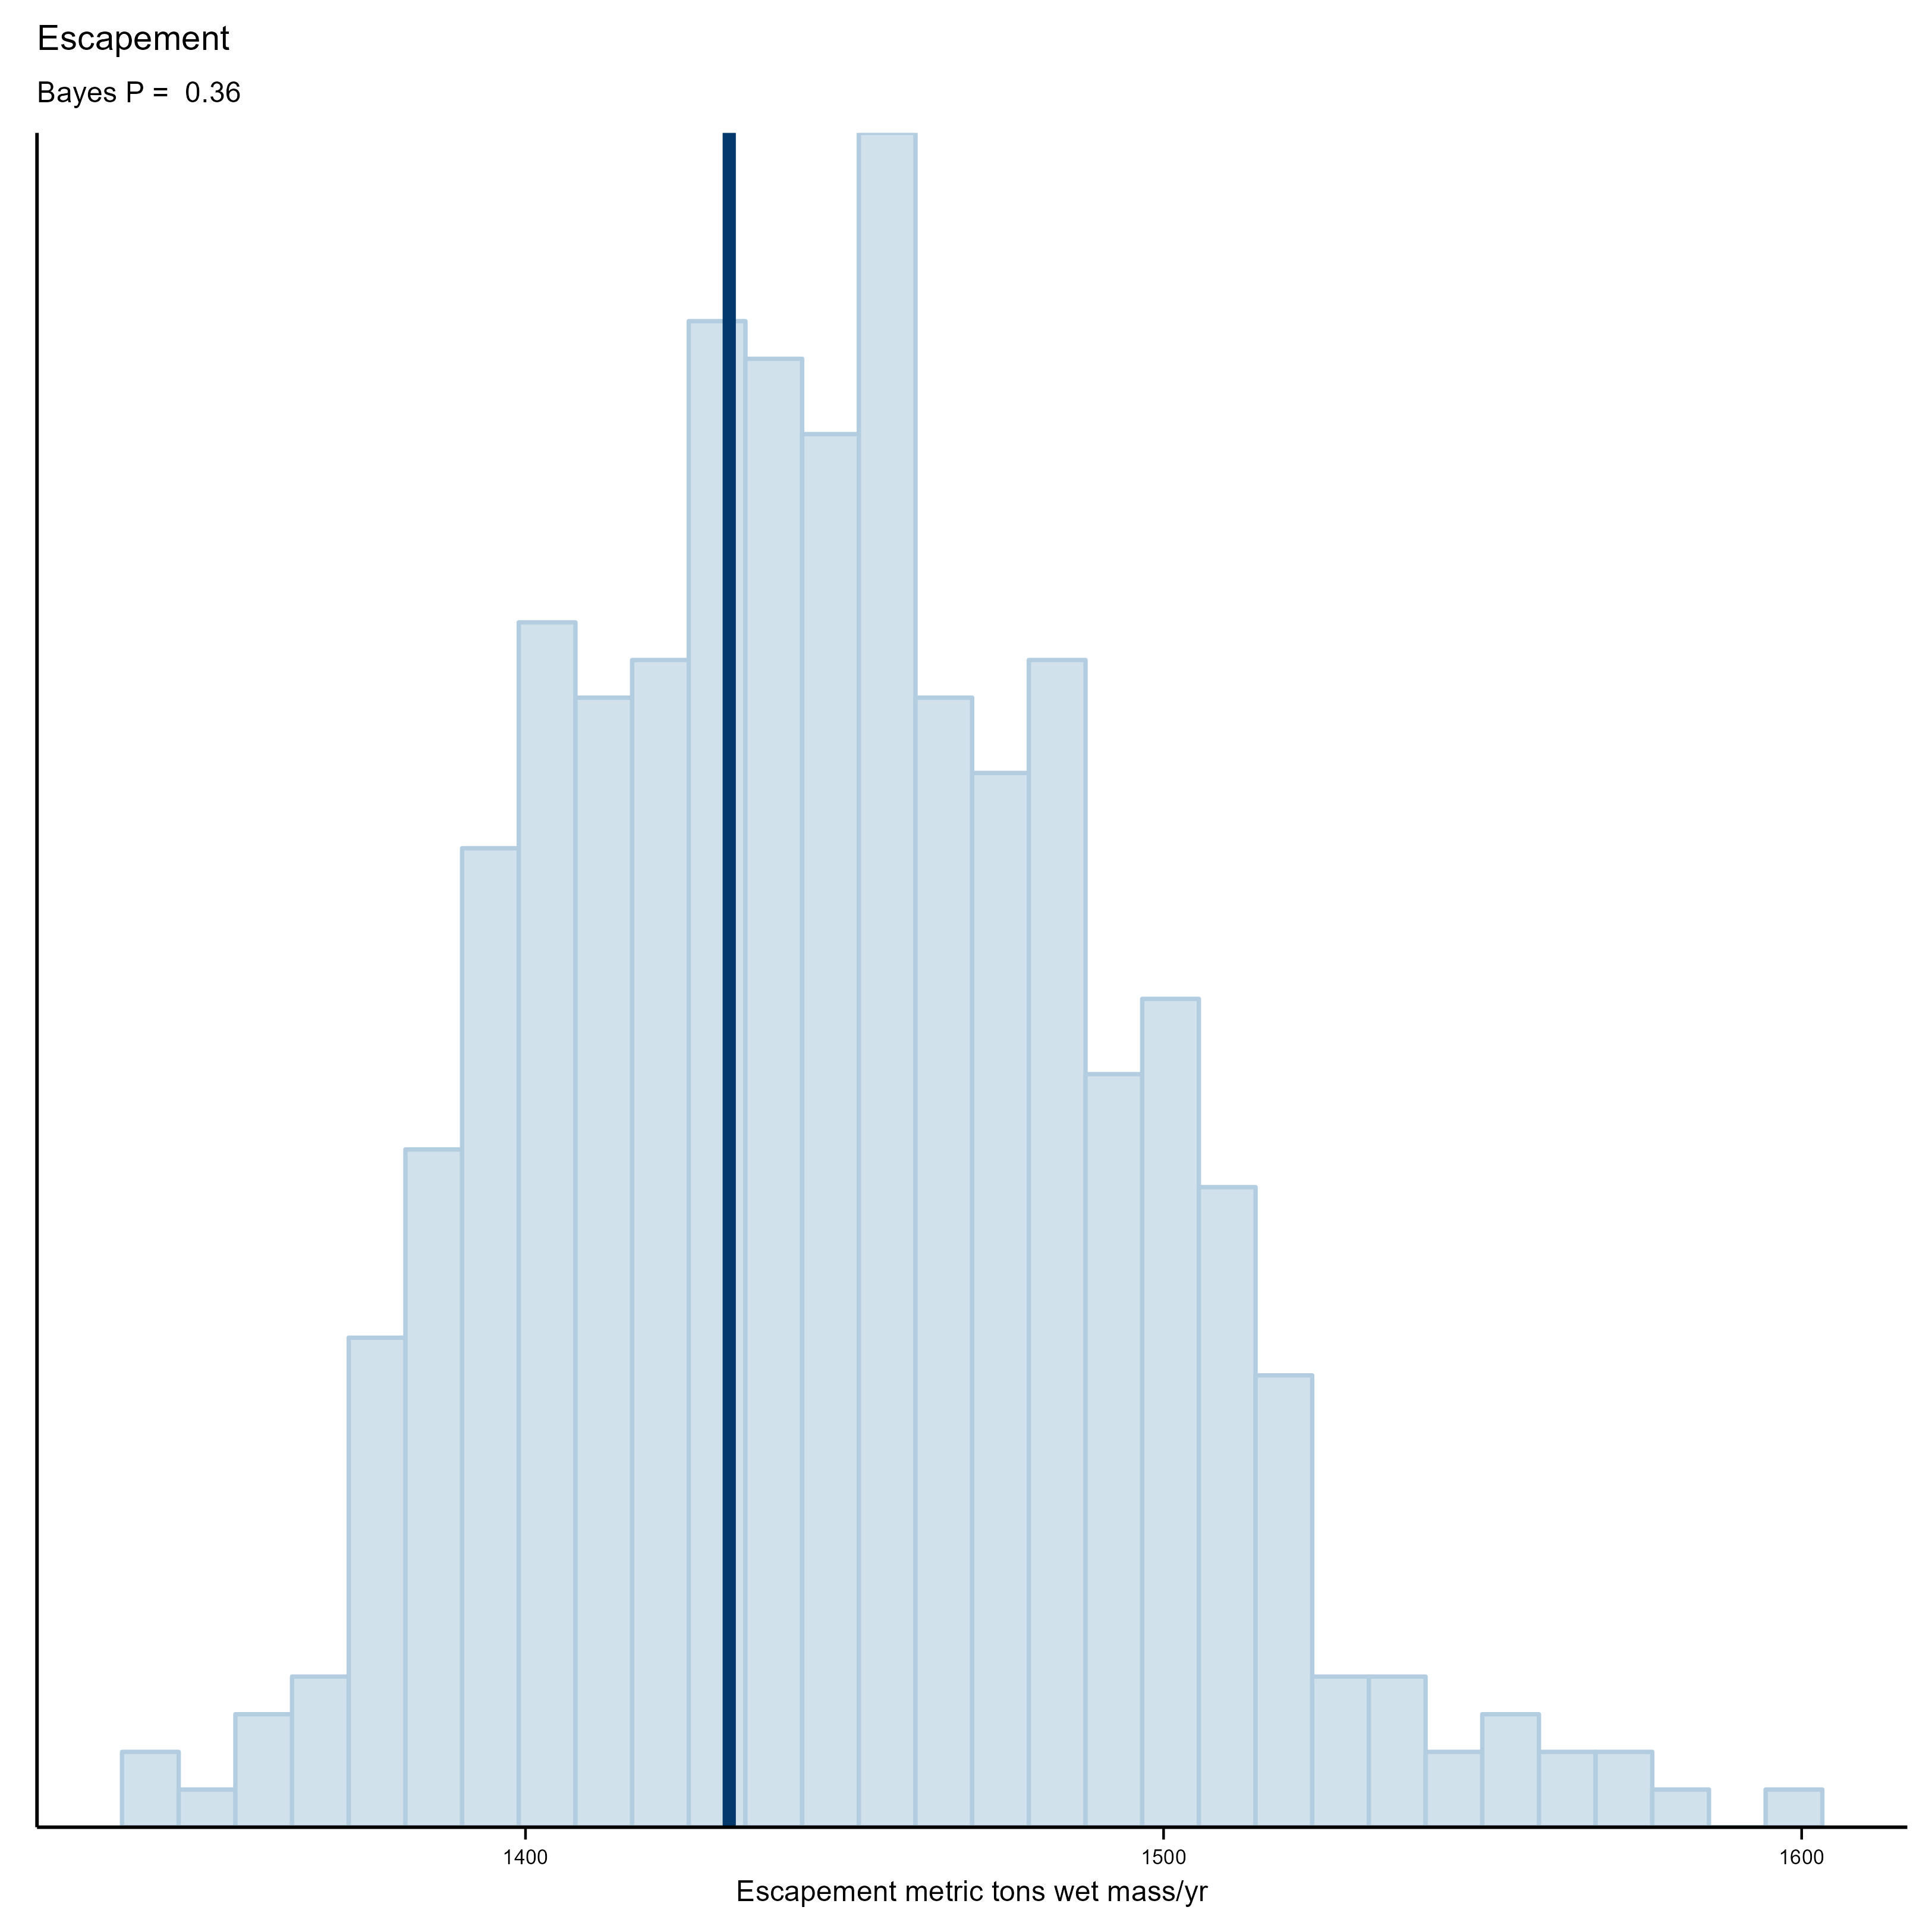 Escapement
Bayes P =  0.36
1400 1500 1600
Escapement metric tons wet mass/yr